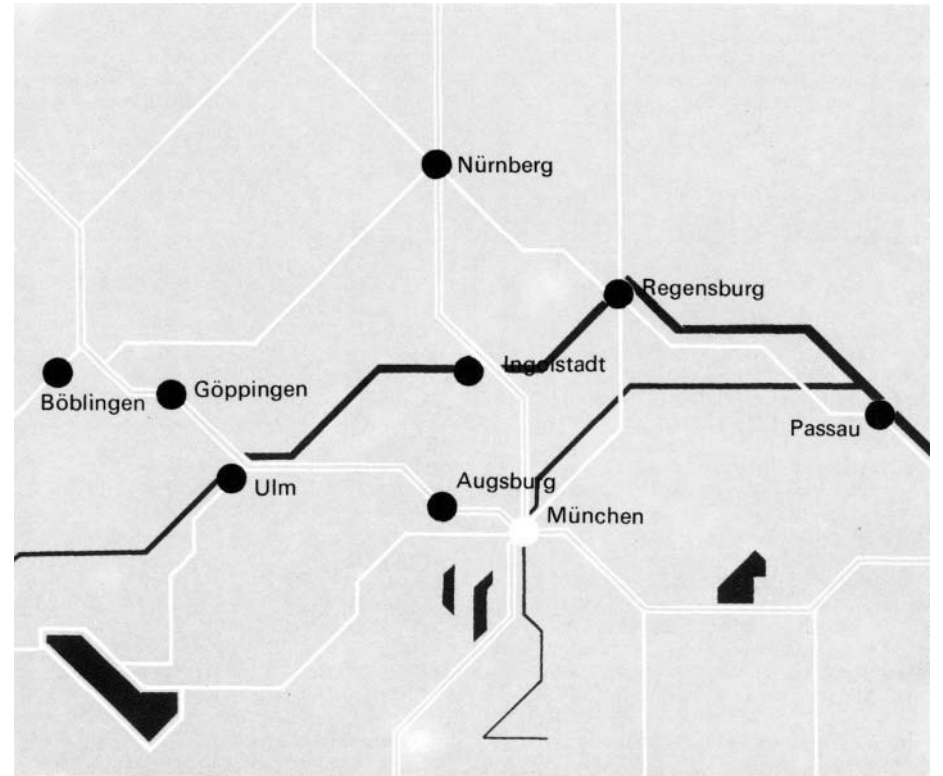 Nürnberg
Regensburg
Ingolstadt
Göppingen
Böblingen
Passau
Augsburg
Ulm
München